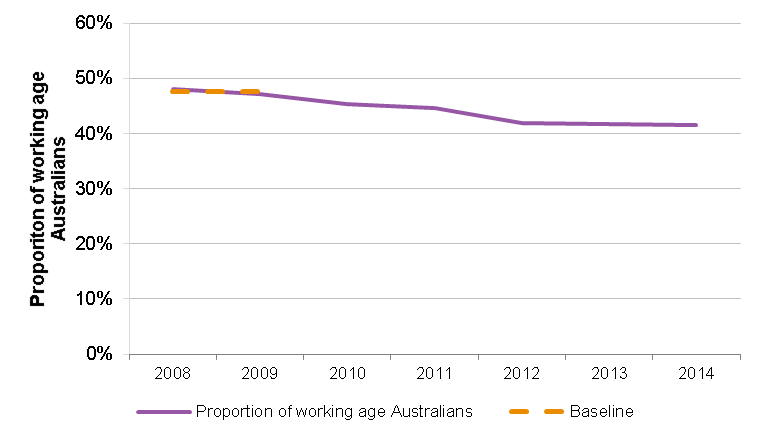 60%
50%
40%
30%
20%
10%
0%
Proporiton of working age
Australians
2008 2009 2010 2011 2012 2013 2014
Proportion of working age Australians Baseline